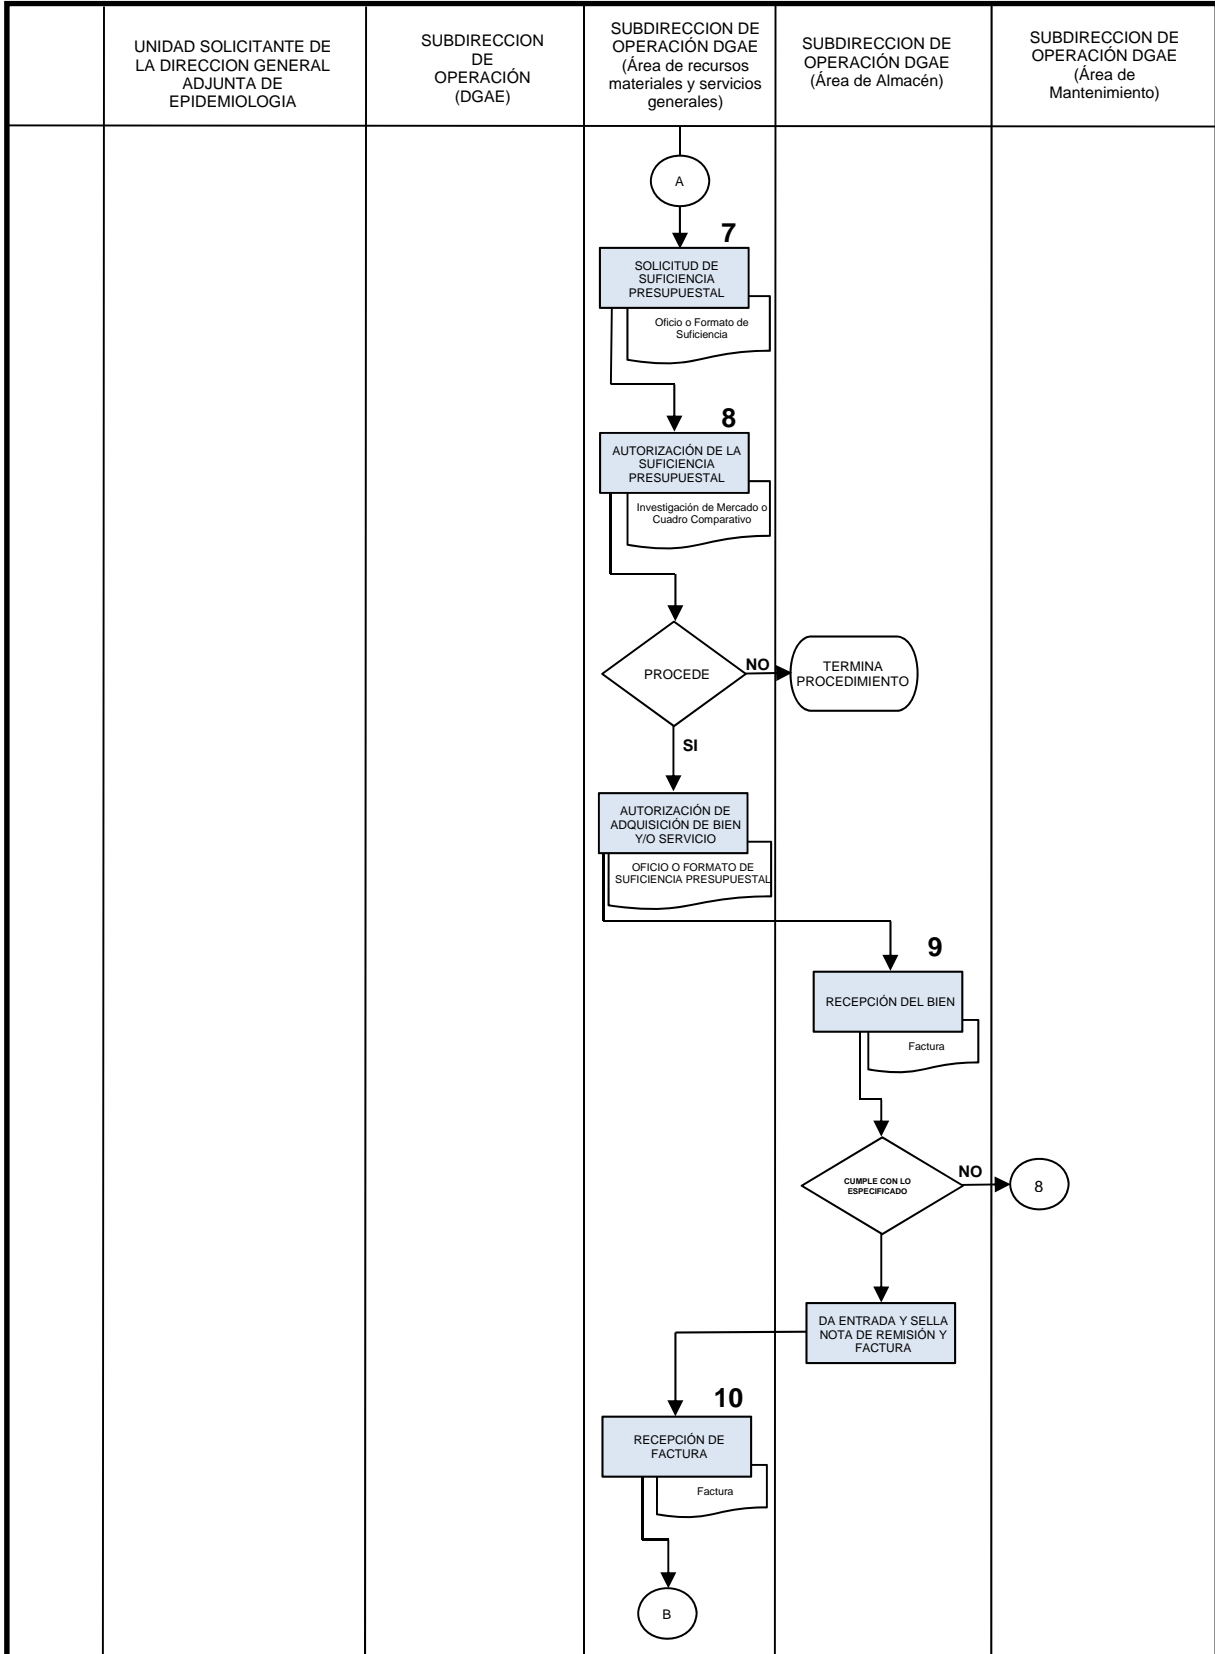 UNIDAD SOLICITANTE DE
LA DIRECCION GENERAL
ADJUNTA DE
EPIDEMIOLOGIA
SUBDIRECCION
DE
OPERACIÓN
(DGAE)
SUBDIRECCION DE
OPERACIÓN DGAE
(Área de recursos
materiales y servicios
generales)
SUBDIRECCION DE
OPERACIÓN DGAE
(Área de Almacén)
SUBDIRECCION DE
OPERACIÓN DGAE
(Área de
Mantenimiento)
A
7
SOLICITUD DE
SUFICIENCIA
PRESUPUESTAL
Oficio o Formato de
Suficiencia
8
AUTORIZACIÓN DE LA
SUFICIENCIA
PRESUPUESTAL
Investigación de Mercado o
Cuadro Comparativo
PROCEDE
NO
TERMINA
PROCEDIMIENTO
SI
AUTORIZACIÓN DE
ADQUISICIÓN DE BIEN
Y/O SERVICIO
OFICIO O FORMATO DE
SUFICIENCIA PRESUPUESTAL
9
RECEPCIÓN DEL BIEN
Factura
CUMPLE CON LO
ESPECIFICADO
NO
8
DA ENTRADA Y SELLA
NOTA DE REMISIÓN Y
FACTURA
10
RECEPCIÓN DE
FACTURA
Factura
B